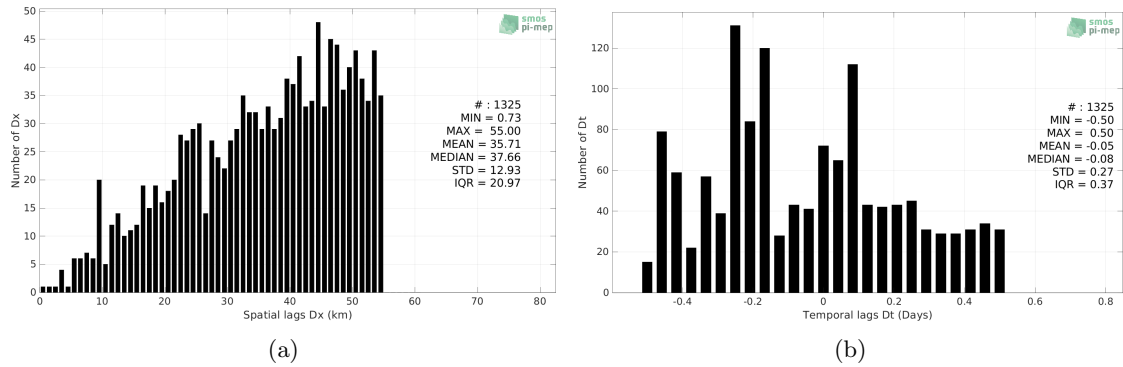 50
45
40
35
30
25
20
15
10
5
0
Number of Dx
0 10 20 30 40 50 60 70 80
Spatial lags Dx (km)
smos
pi-mep
# : 1325
MIN = 0.73
MAX = 55.00
MEAN = 35.71
MEDIAN = 37.66
STD = 12.93
IQR = 20.97
(a)
120
100
80
60
40
20
0
Number of Dt
-0.4 -0.2 0 0.2 0.4 0.6 0.8
Temporal lags Dt (Days)
smos
pi-mep
# : 1325
MIN = -0.50
MAX = 0.50
MEAN = -0.05
MEDIAN = -0.08
STD = 0.27
IQR = 0.37
(b)